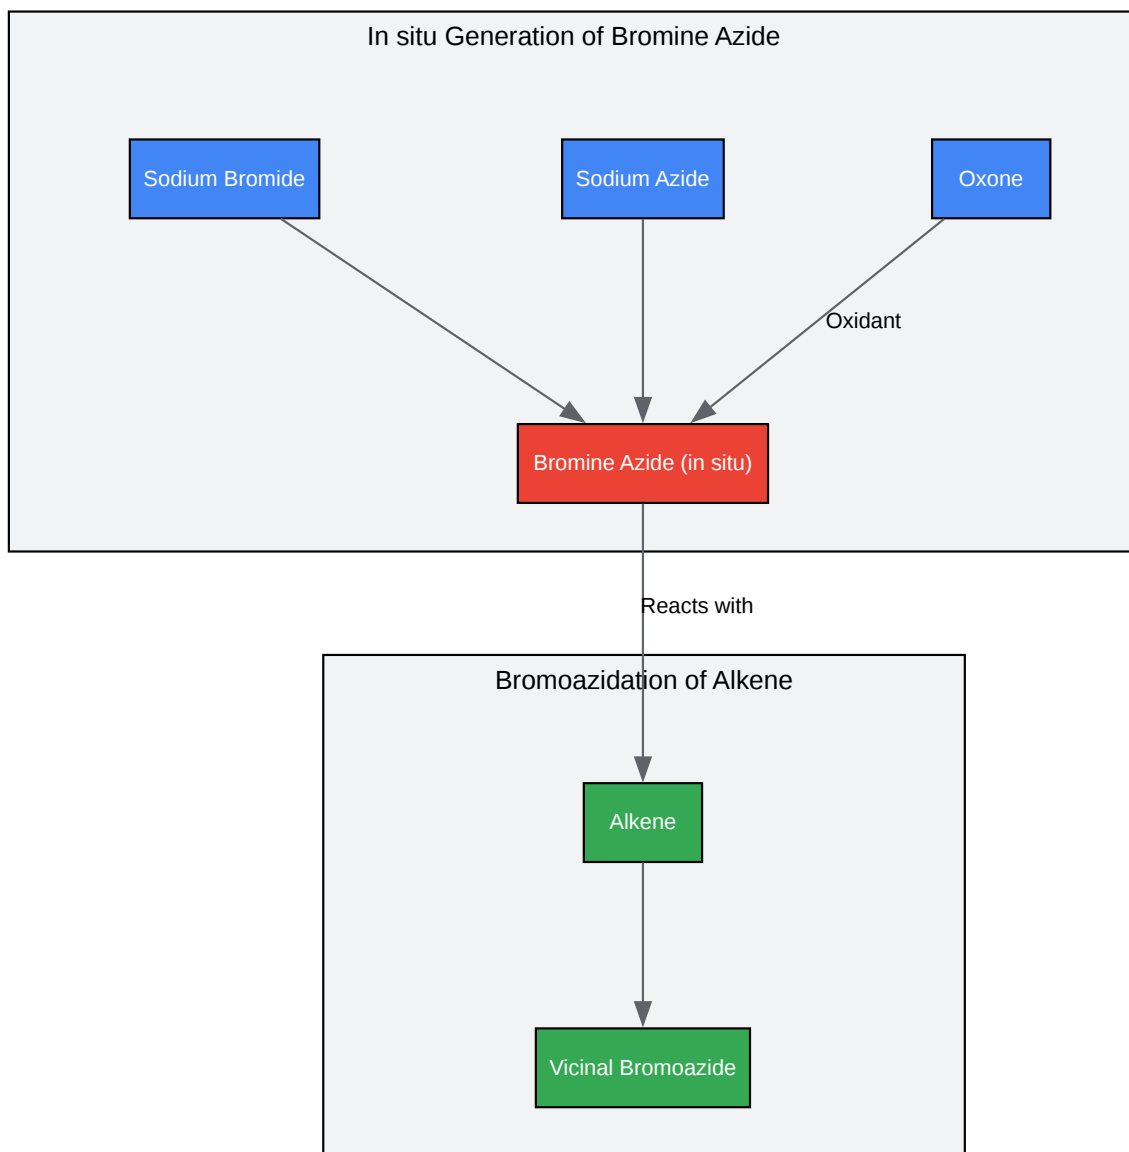 In situ Generation of Bromine Azide
Sodium Bromide
Sodium Azide
Oxone
Oxidant
Bromine Azide (in situ)
Reacts with
Bromoazidation of Alkene
Alkene
Vicinal Bromoazide